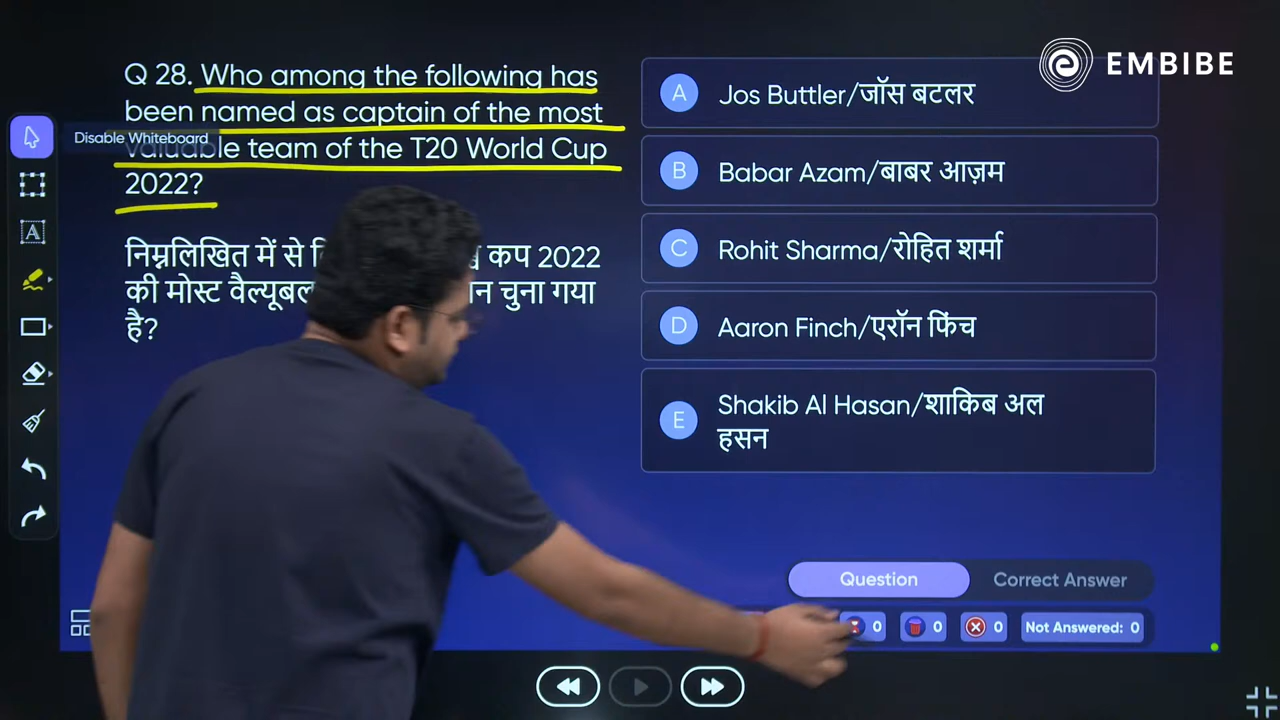 EMBIBE
Q 28. Who among the following has
been named as captain of the most
Disable Whiteboard
valuable team of the T20 World Cup
2022?
निम्नलिखित में से कप 2022
की मोस्ट चुना गया
है?
A Jos Buttler/जॉस बटलर
B Babar Azam/बाबर आज़म
C Rohit Sharma/रोहित शर्मा
D Aaron Finch/एरॉन फिंच
E Shakib Al Hasan/शाकिब अल
हसन
Question Correct Answer
0 0 0 Not Answered: 0